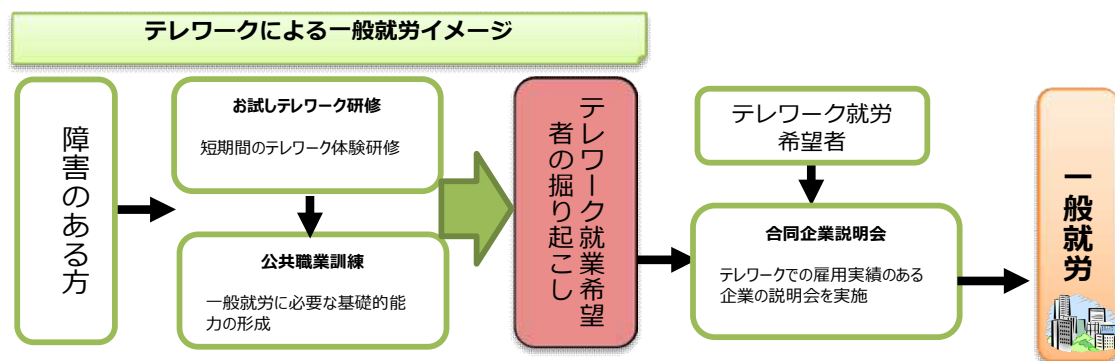 テレワークによる一般就労イメージ
障害のある方
お試しテレワーク研修
短期間のテレワーク体験研修
公共職業訓練
一般就労に必要な基礎的能
力の形成
テレワーク就業希望
者の掘り起こし
テレワーク就労
希望者
合同企業説明会
テレワークでの雇用実績のある
企業の説明会を実施
一般就労